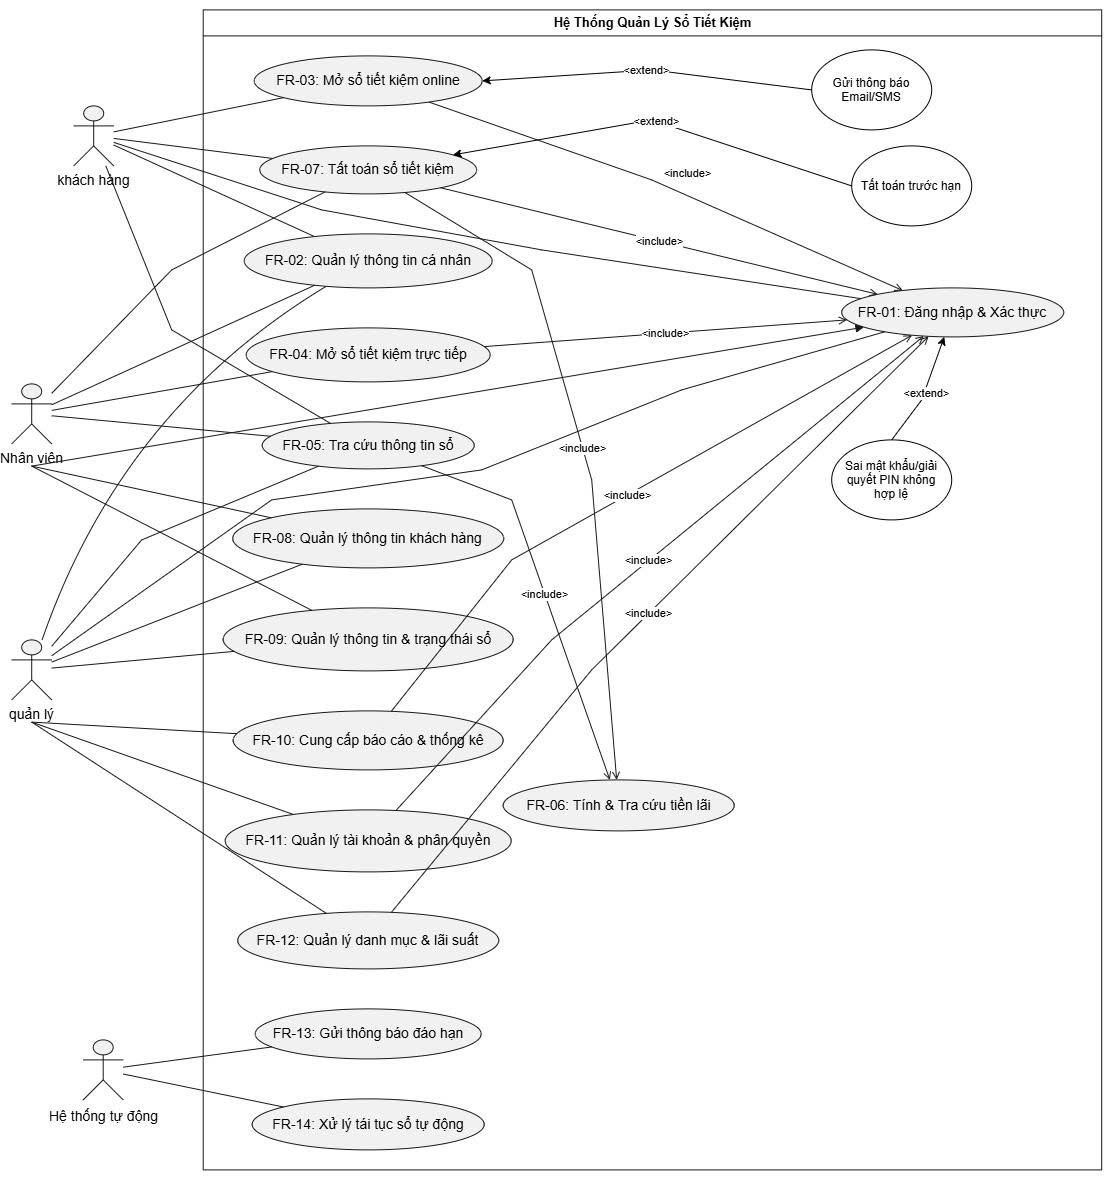 Hệ Thống Quản Lý Sổ Tiết Kiệm
FR-03: Mở sổ tiết kiệm online
<extend>
Gửi thông báo
Email/SMS
<extend>
khách hàng
FR-07: Tất toán sổ tiết kiệm
<include>
Tất toán trước hạn
<include>
FR-02: Quản lý thông tin cá nhân
FR-01: Đăng nhập & Xác thực
<include>
FR-04: Mở sổ tiết kiệm trực tiếp
<extend>
Nhân viên
FR-05: Tra cứu thông tin sổ
<include>
Sai mật khẩu/giải
quyết PIN không
hợp lệ
<include>
FR-08: Quản lý thông tin khách hàng
<include>
<include>
<include>
FR-09: Quản lý thông tin & trạng thái sổ
quản lý
FR-10: Cung cấp báo cáo & thống kê
FR-06: Tính & Tra cứu tiền lãi
FR-11: Quản lý tài khoản & phân quyền
FR-12: Quản lý danh mục & lãi suất
FR-13: Gửi thông báo đáo hạn
Hệ thống tự động
FR-14: Xử lý tái tục sổ tự động